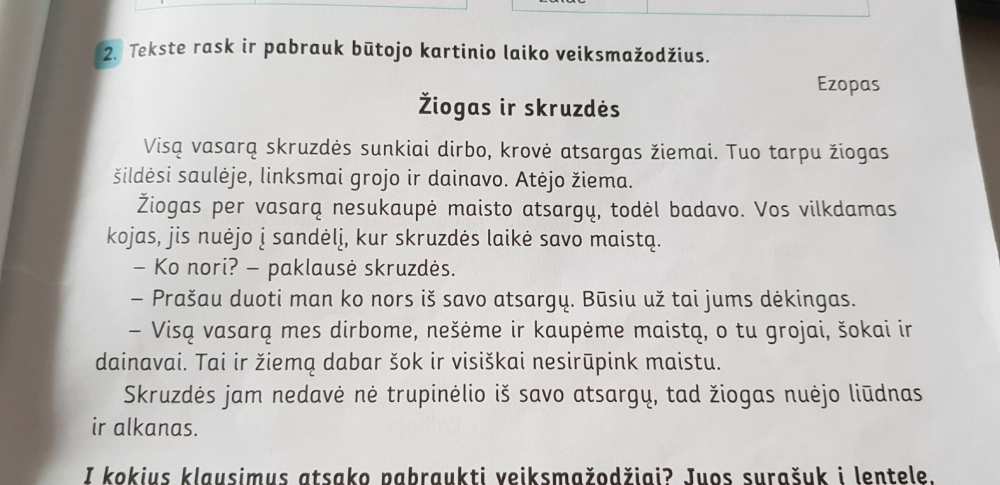 2. Tekste rask ir pabrauk būtojo kartinio laiko veiksmažodžius.
Ezopas
Žiogas ir skruzdės
Visą vasarą skruzdės sunkiai dirbo, krovė atsargas žiemai. Tuo tarpu žiogas
šildėsi saulėje, linksmai grojo ir dainavo. Atėjo žiema.
Žiogas per vasarą nesukaupė maisto atsargų, todėl badavo. Vos vilkdamas
kojas, jis nuėjo į sandėlį, kur skruzdės laikė savo maistą.
– Ko nori? – paklausė skruzdės.
– Prašau duoti man ko nors iš savo atsargų. Būsiu už tai jums dėkingas.
– Visą vasarą mes dirbome, nešėme ir kaupėme maistą, o tu grojai, šokai ir
dainavai. Tai ir žiemą dabar šok ir visiškai nesirūpink maistu.
Skruzdės jam nedavė nė trupinėlio iš savo atsargų, tad žiogas nuėjo liūdnas
ir alkanas.
Į kokius klausimus atsako pabraukti veiksmažodžiai? Juos surašyk į lentelę.